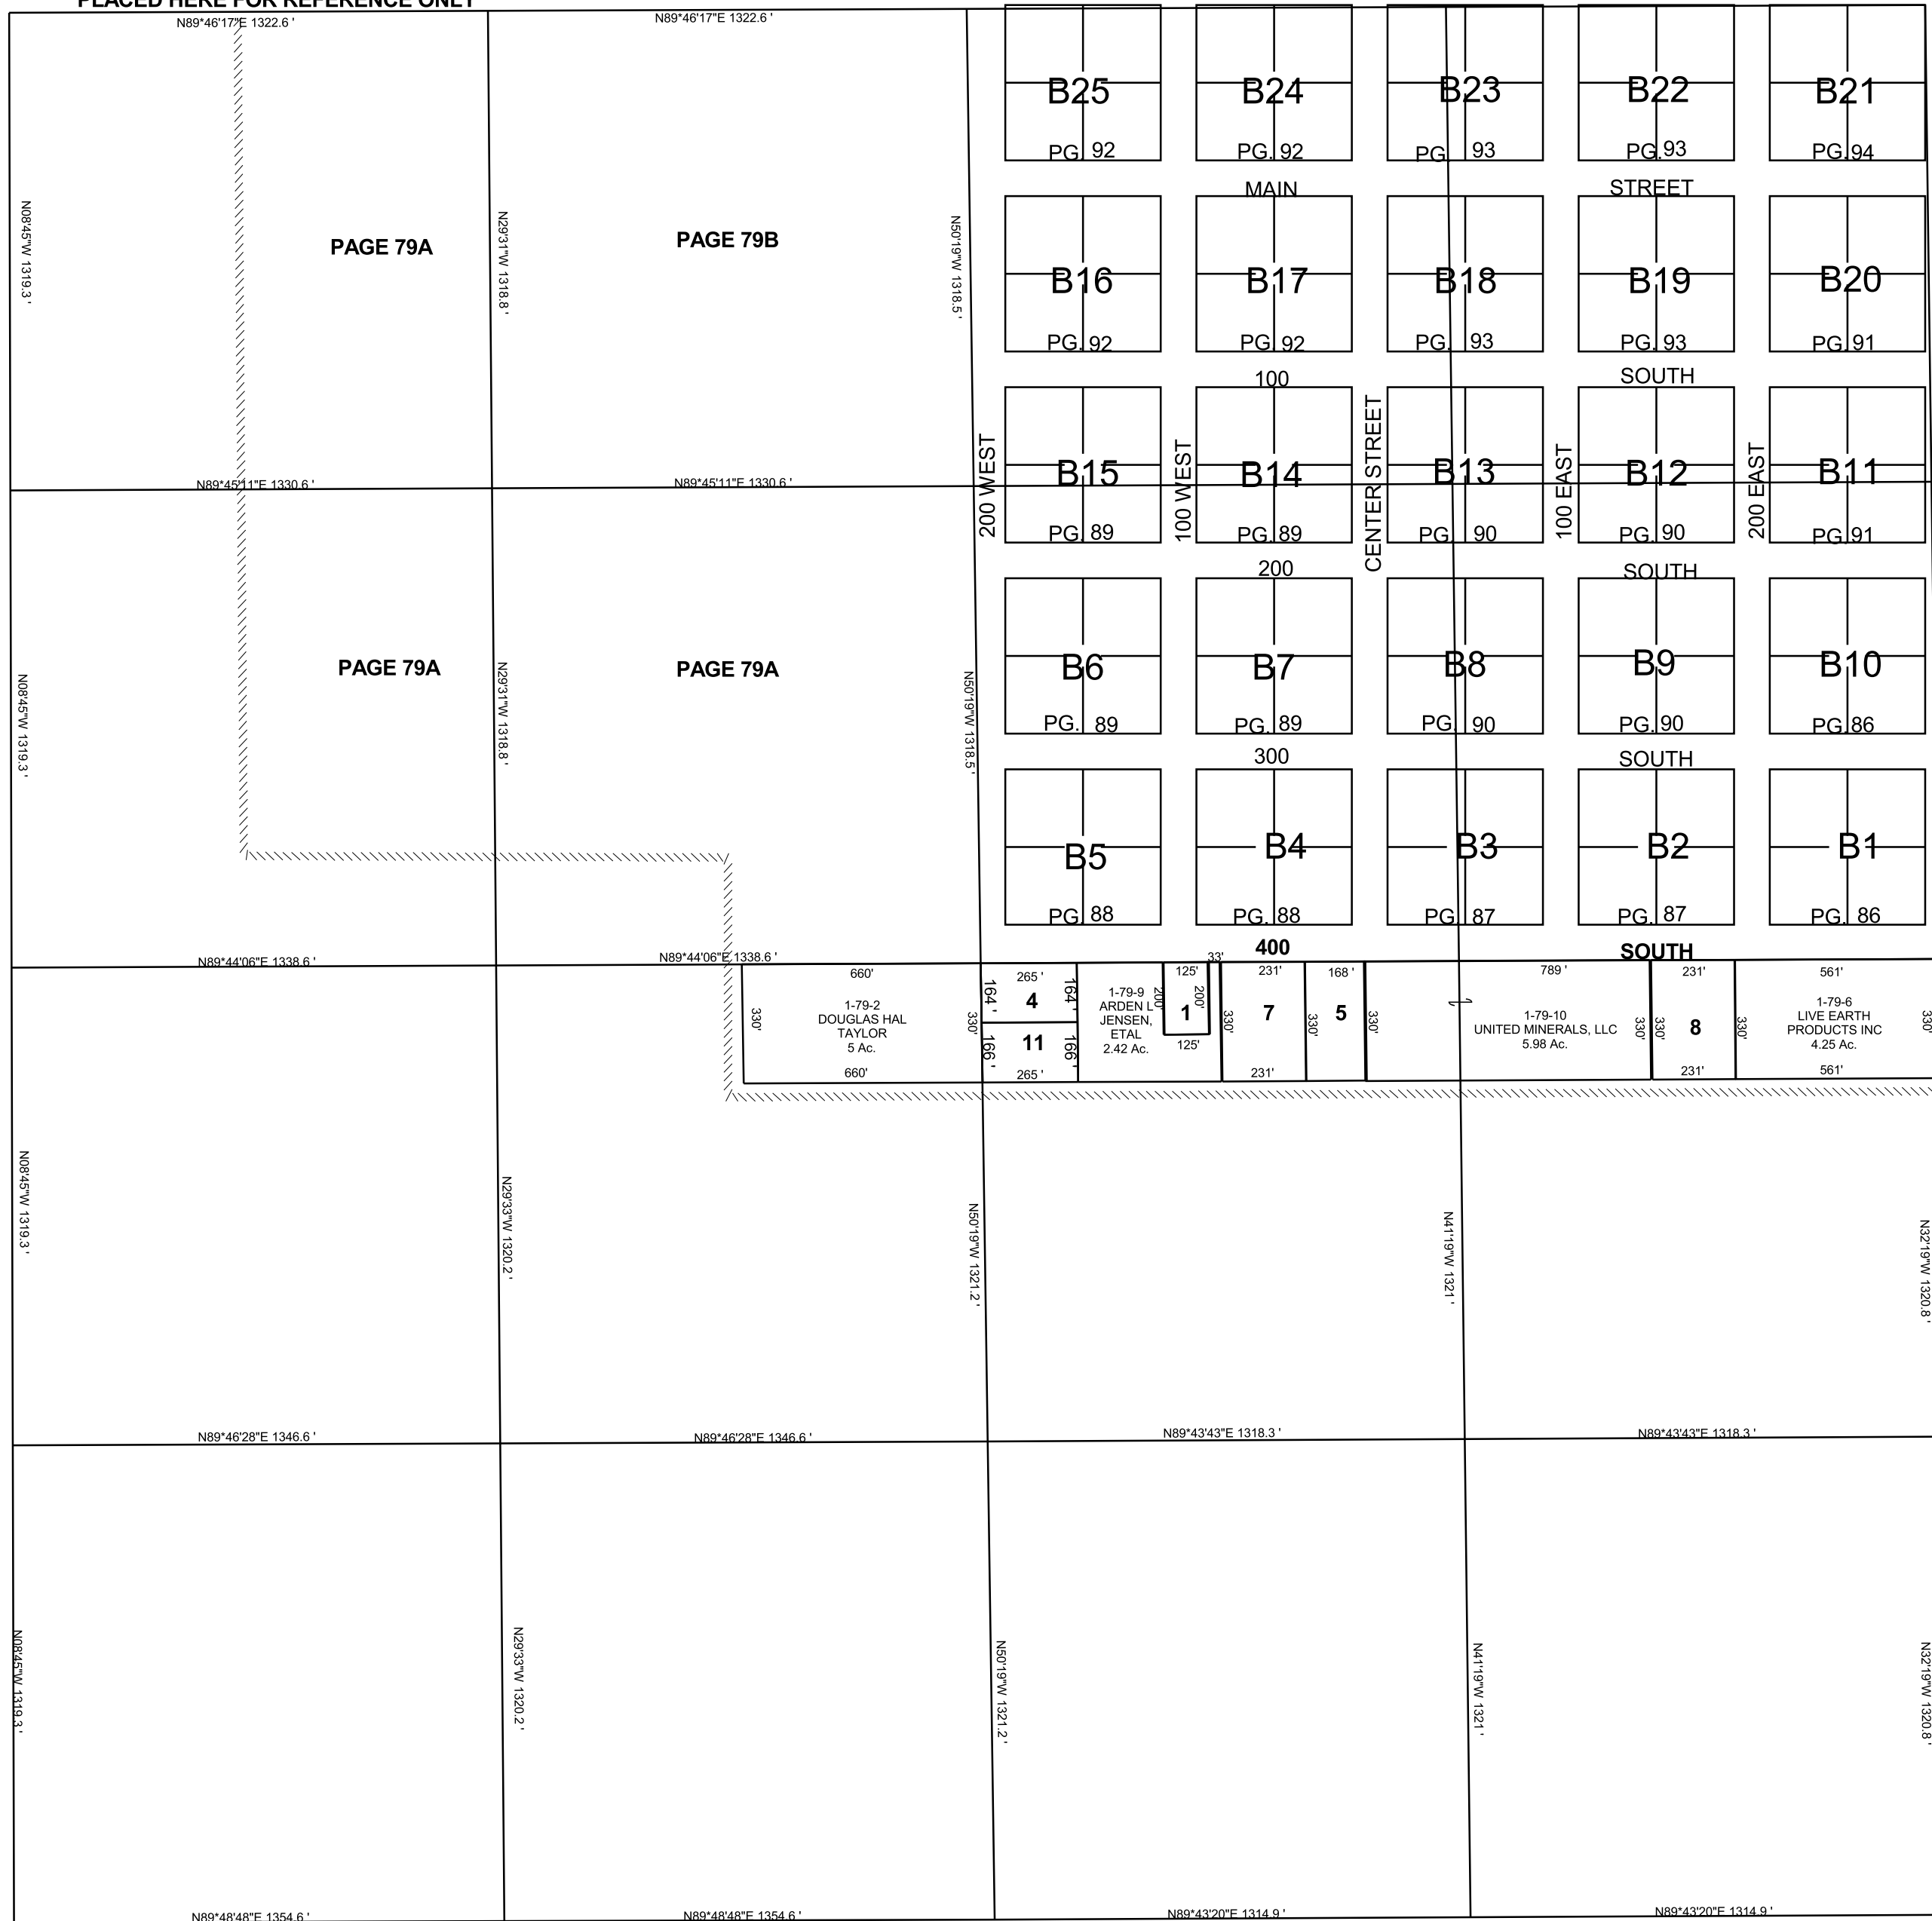 PLACED HERE FOR REFERENCE ONLY
N89*46'17"E 1322.6 '
N89*46'17"E 1322.6 '
B25
B24
B23
B22
B21
PG. 92
PG. 92
PG. 93
PG. 93
PG. 94
MAIN
STREET
N08'45"W 1319.3 '
N29'31"W 1318.8 '
N50'19"W 1318.5 '
PAGE 79A
PAGE 79B
B16
B17
B18
B19
B20
PG. 92
PG. 92
PG. 93
PG. 93
PG. 91
100
SOUTH
200 WEST
100 WEST
CENTER STREET
100 EAST
200 EAST
B15
B14
B13
B12
B11
N89*45'11"E 1330.6 '
N89*45'11"E 1330.6 '
PG. 89
PG. 89
PG. 90
PG. 90
PG. 91
200
SOUTH
PAGE 79A
PAGE 79A
N08'45"W 1319.3 '
N29'31"W 1318.8 '
N50'19"W 1318.5 '
B6
B7
B8
B9
B10
PG. 89
PG. 89
PG. 90
PG. 90
PG. 86
300
SOUTH
B5
B4
B3
B2
B1
PG. 88
PG. 88
PG. 87
PG. 87
PG. 86
400
SOUTH
N89*44'06"E 1338.6 '
N89*44'06"E 1338.6 '
33'
660'
265 '
125'
231'
168 '
789 '
231'
561'
330'
1-79-2
DOUGLAS HAL
TAYLOR
5 Ac.
330'
660'
164 '
4
164 '
166 '
11
166 '
265 '
1-79-9
ARDEN L
JENSEN,
ETAL
2.42 Ac.
200'
1
200'
125'
330'
7
231'
330'
5
330'
1-79-10
UNITED MINERALS, LLC
5.98 Ac.
330'
330'
8
231'
330'
1-79-6
LIVE EARTH
PRODUCTS INC
4.25 Ac.
330'
561'
N08'45"W 1319.3 '
N29'33"W 1320.2 '
N50'19"W 1321.2 '
N41'19"W 1321 '
N32'19"W 1320.8 '
N89*46'28"E 1346.6 '
N89*46'28"E 1346.6 '
N89*43'43"E 1318.3 '
N89*43'43"E 1318.3 '
N08'45"W 1319.3 '
N29'33"W 1320.2 '
N50'19"W 1321.2 '
N41'19"W 1321 '
N32'19"W 1320.8 '
N89*48'48"E 1354.6 '
N89*48'48"E 1354.6 '
N89*43'20"E 1314.9 '
N89*43'20"E 1314.9 '